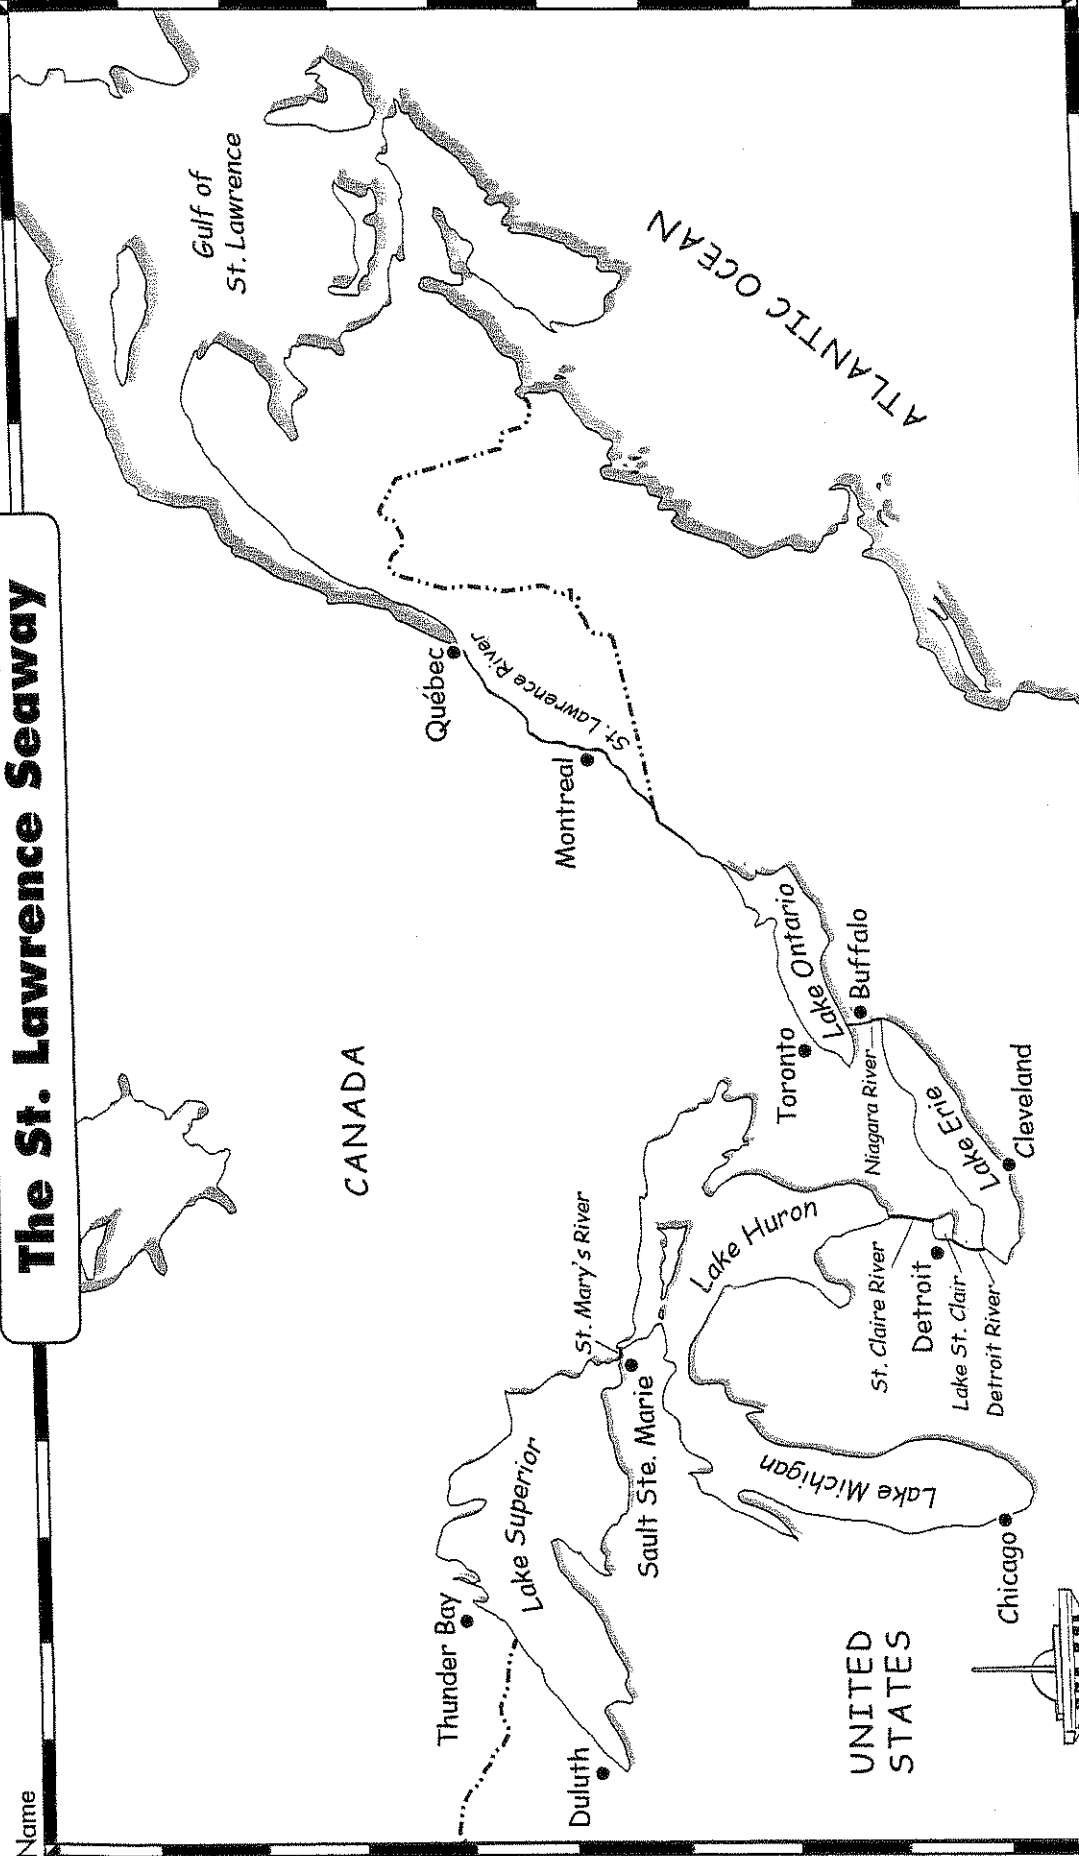 Name
The St. Lawrence Seaway
Gulf of
St. Lawrence
CANADA
Québec
St. Lawrence River
Montreal
ATLANTIC OCEAN
Thunder Bay
Lake Superior
St. Mary's River
Duluth
Sault Ste. Marie
Lake Huron
Toronto
Lake Ontario
Buffalo
Niagara River
Lake Michigan
St. Claire River
Detroit
Lake St. Clair
Detroit River
Lake Erie
Cleveland
UNITED
STATES
Chicago